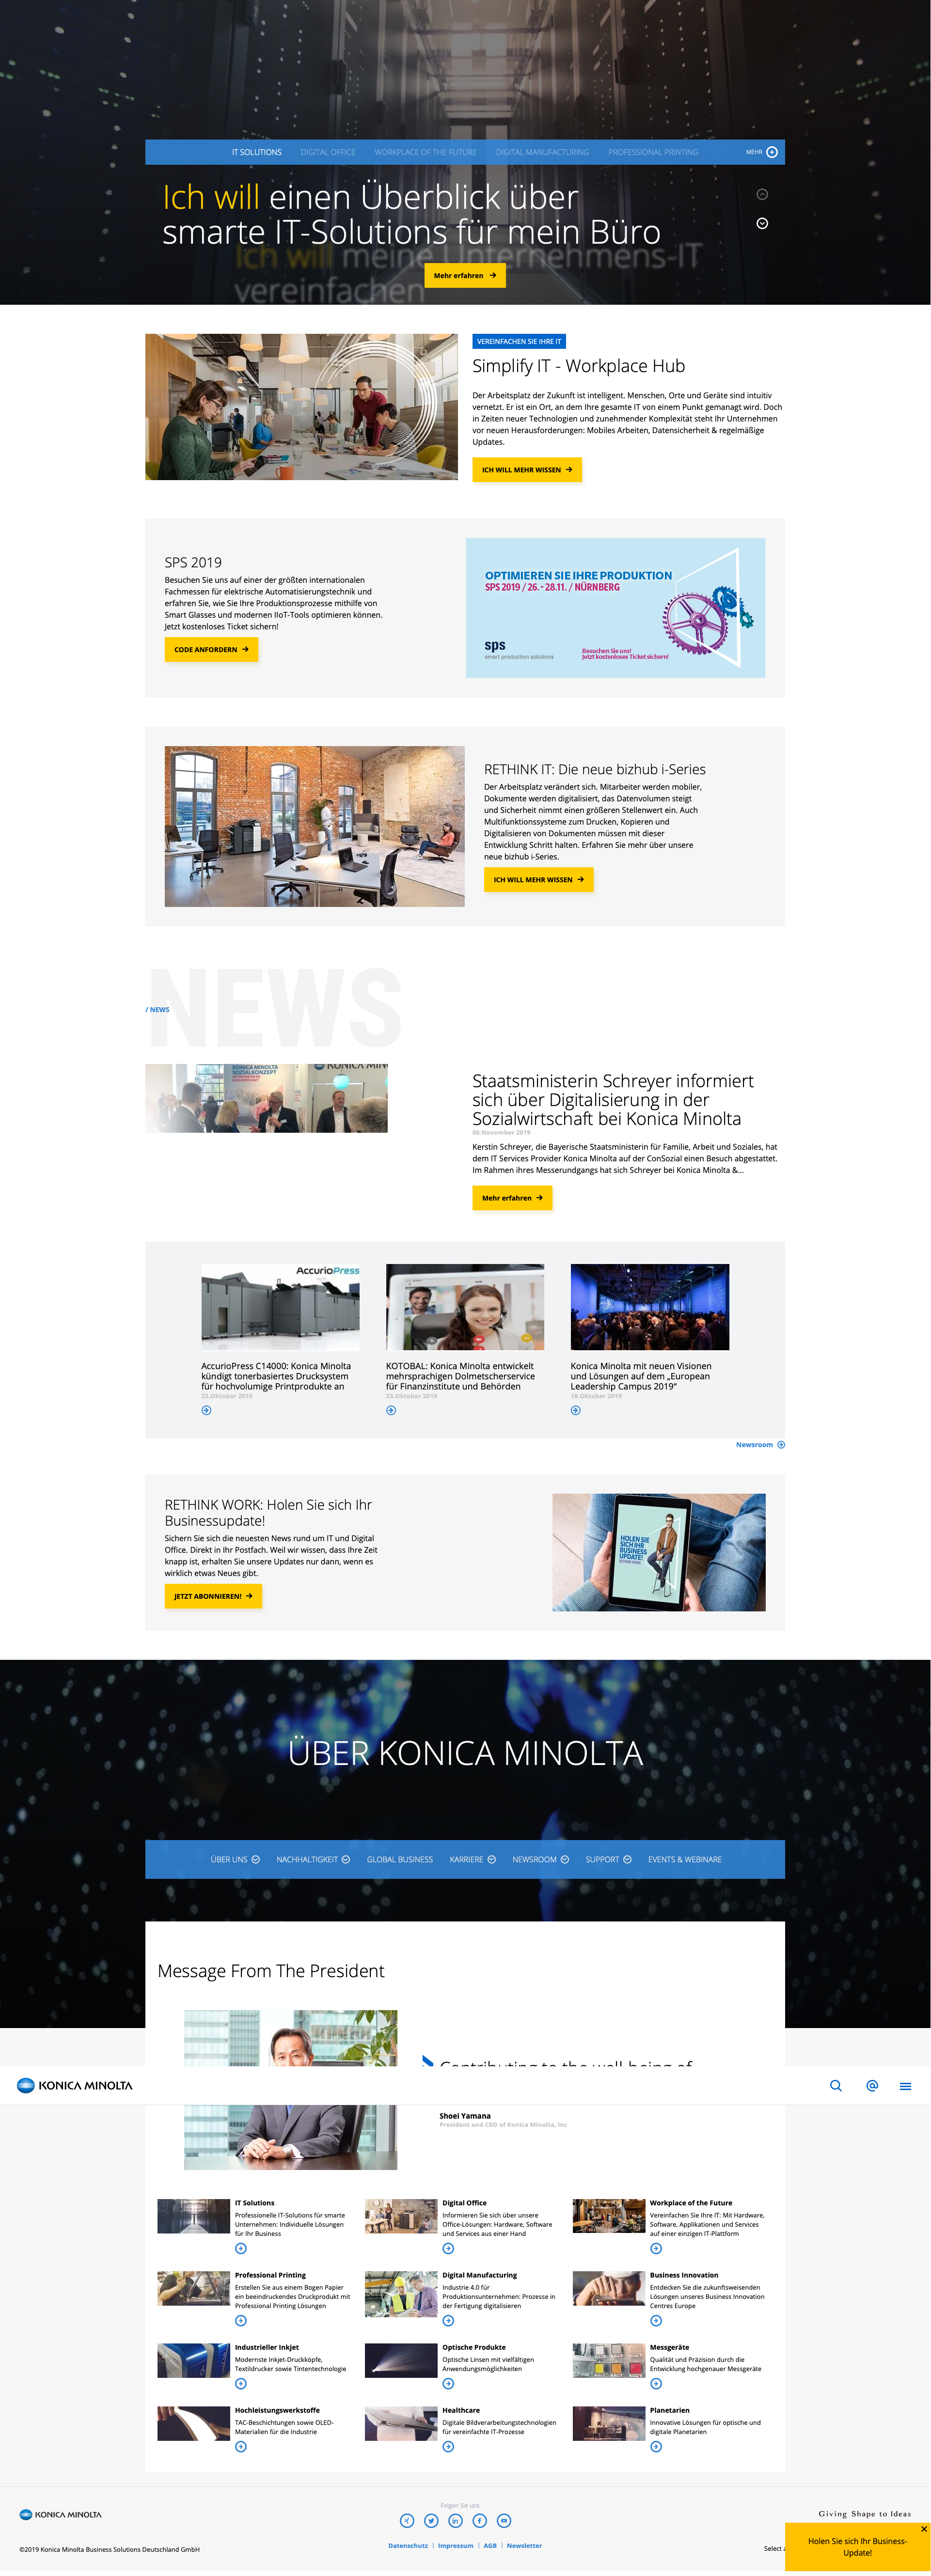 IT SOLUTIONS DIGITAL OFFICE WORKPLACE OF THE FUTURE DIGITAL MANUFACTURING PROFESSIONAL PRINTING MEHR
Ich will einen Überblick über
smarte IT-Solutions für mein Büro
Ich will meine Unternehmens-IT
vereinfachen
Mehr erfahren
VEREINFACHEN SIE IHRE IT
Simplify IT - Workplace Hub
Der Arbeitsplatz der Zukunft ist intelligent. Menschen, Orte und Geräte sind intuitiv
vernetzt. Er ist ein Ort, an dem Ihre gesamte IT von einem Punkt gemanagt wird. Doch
in Zeiten neuer Technologien und zunehmender Komplexität steht Ihr Unternehmen
vor neuen Herausforderungen: Mobiles Arbeiten, Datensicherheit & regelmäßige
Updates.
ICH WILL MEHR WISSEN
SPS 2019
Besuchen Sie uns auf einer der größten internationalen
Fachmessen für elektrische Automatisierungstechnik und
erfahren Sie, wie Sie Ihre Produktionsprozesse mithilfe von
Smart Glasses und modernen IIoT-Tools optimieren können.
Jetzt kostenloses Ticket sichern!
CODE ANFORDERN
OPTIMIEREN SIE IHRE PRODUKTION
SPS 2019 / 26. - 28.11. / NÜRNBERG
sps
smart production solutions
Besuchen Sie uns!
Jetzt kostenloses Ticket sichern!
RETHINK IT: Die neue bizhub i-Series
Der Arbeitsplatz verändert sich. Mitarbeiter werden mobiler,
Dokumente werden digitalisiert, das Datenvolumen steigt
und Sicherheit nimmt einen größeren Stellenwert ein. Auch
Multifunktionssysteme zum Drucken, Kopieren und
Digitalisieren von Dokumenten müssen mit dieser
Entwicklung Schritt halten. Erfahren Sie mehr über unsere
neue bizhub i-Series.
ICH WILL MEHR WISSEN
NEWS
/ NEWS
KONICA MINOLTA
SOZIALKONZEPT
Staatsministerin Schreyer informiert
sich über Digitalisierung in der
Sozialwirtschaft bei Konica Minolta
06.November 2019
Kerstin Schreyer, die Bayerische Staatsministerin für Familie, Arbeit und Soziales, hat
dem IT Services Provider Konica Minolta auf der ConSozial einen Besuch abgestattet.
Im Rahmen ihres Messerundgangs hat sich Schreyer bei Konica Minolta &...
Mehr erfahren
AccurioPress
AccurioPress C14000: Konica Minolta
kündigt tonerbasiertes Drucksystem
für hochvolumige Printprodukte an
23.Oktober 2019
KOTOBAL: Konica Minolta entwickelt
mehrsprachigen Dolmetscherservice
für Finanzinstitute und Behörden
23.Oktober 2019
Konica Minolta mit neuen Visionen
und Lösungen auf dem „European
Leadership Campus 2019“
18.Oktober 2019
Newsroom
RETHINK WORK: Holen Sie sich Ihr
Businessupdate!
Sichern Sie sich die neuesten News rund um IT und Digital
Office. Direkt in Ihr Postfach. Weil wir wissen, dass Ihre Zeit
knapp ist, erhalten Sie unsere Updates nur dann, wenn es
wirklich etwas Neues gibt.
JETZT ABONNIEREN!
HOLEN SIE
SICH IHR
BUSINESS
UPDATE!
ÜBER KONICA MINOLTA
ÜBER UNS NACHHALTIGKEIT GLOBAL BUSINESS KARRIERE NEWSROOM SUPPORT EVENTS & WEBINARE
Message From The President
Contributing to the well-being of
KONICA MINOLTA
Shoei Yamana
President and CEO of Konica Minolta, Inc
IT Solutions
Professionelle IT-Solutions für smarte
Unternehmen: Individuelle Lösungen
für Ihr Business
Digital Office
Informieren Sie sich über unsere
Office-Lösungen: Hardware, Software
und Services aus einer Hand
Workplace of the Future
Vereinfachen Sie Ihre IT: Mit Hardware,
Software, Applikationen und Services
auf einer einzigen IT-Plattform
Professional Printing
Erstellen Sie aus einem Bogen Papier
ein beeindruckendes Druckprodukt mit
Professional Printing Lösungen
Digital Manufacturing
Industrie 4.0 für
Produktionsunternehmen: Prozesse in
der Fertigung digitalisieren
Business Innovation
Entdecken Sie die zukunftsweisenden
Lösungen unseres Business Innovation
Centres Europe
Industrieller Inkjet
Modernste Inkjet-Druckköpfe,
Textildrucker sowie Tintentechnologie
Optische Produkte
Optische Linsen mit vielfältigen
Anwendungsmöglichkeiten
Messgeräte
Qualität und Präzision durch die
Entwicklung hochgenauer Messgeräte
Hochleistungswerkstoffe
TAC-Beschichtungen sowie OLED-
Materialien für die Industrie
Healthcare
Digitale Bildverarbeitungstechnologien
für vereinfachte IT-Prozesse
Planetarien
Innovative Lösungen für optische und
digitale Planetarien
KONICA MINOLTA
Folgen Sie uns
Giving Shape to Ideas
Datenschutz | Impressum | AGB | Newsletter
©2019 Konica Minolta Business Solutions Deutschland GmbH
Select
Holen Sie sich Ihr Business-
Update!